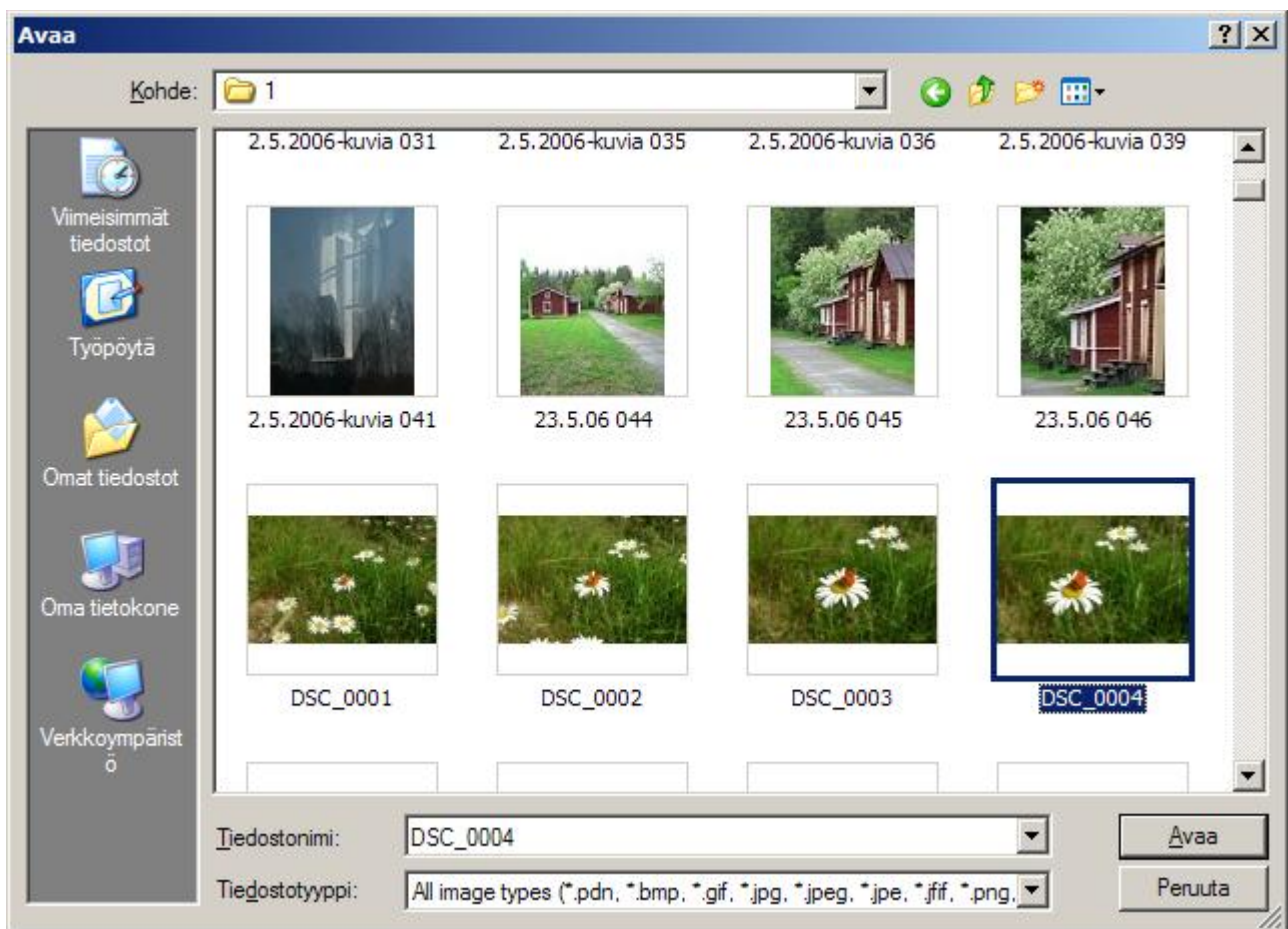 Avaa
Kohde:
1
Viimeisimmät
tiedostot
Työpöytä
Omat tiedostot
Oma tietokone
Verkkoympärist
ö
2.5.2006-kuvia 031
2.5.2006-kuvia 035
2.5.2006-kuvia 036
2.5.2006-kuvia 039
2.5.2006-kuvia 041
23.5.06 044
23.5.06 045
23.5.06 046
DSC_0001
DSC_0002
DSC_0003
DSC_0004
Tiedostonimi:
DSC_0004
Avaa
Tiedostotyyppi:
All image types (*.pdn, *.bmp, *.gif, *.jpg, *.jpeg, *.jpe, *.jfif, *.png,
Peruuta